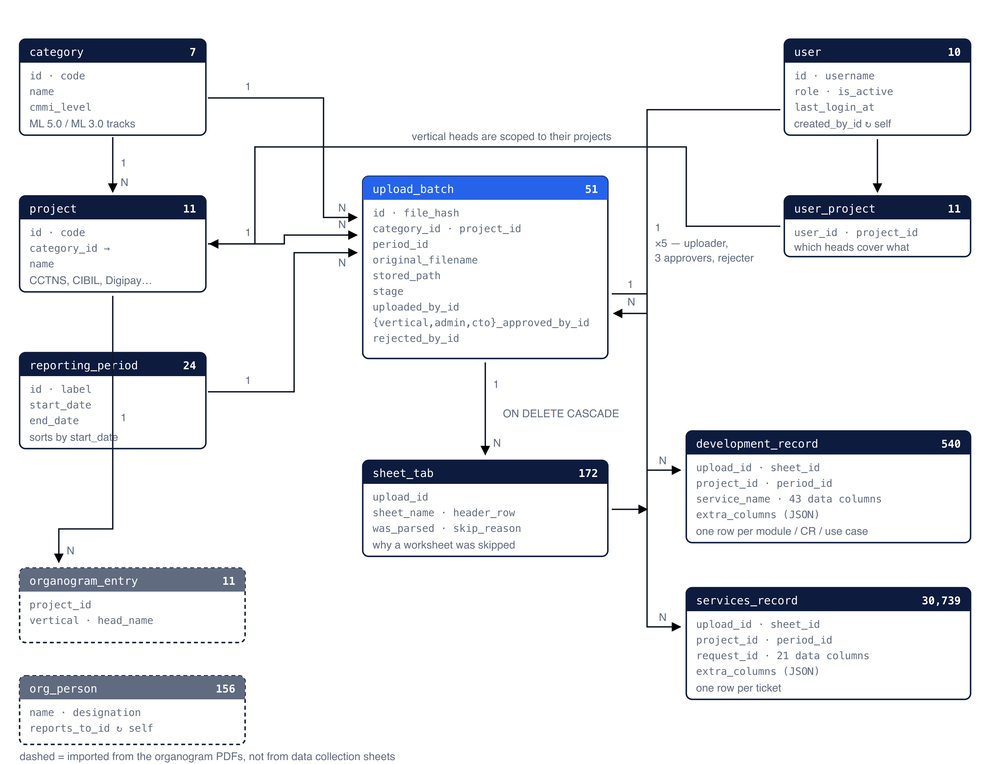 category 7
id · code
name
cmmi_level
ML 5.0 / ML 3.0 tracks
1
1
N
vertical heads are scoped to their projects
user 10
id · username
role · is_active
last_login_at
created_by_id ↻ self
project 11
id · code
category_id →
name
CCTNS, CIBIL, Digipay…
1
N
N
N
upload_batch 51
id · file_hash
category_id · project_id
period_id
original_filename
stored_path
stage
uploaded_by_id
{vertical,admin,cto}_approved_by_id
rejected_by_id
1
×5 — uploader,
3 approvers, rejecter
1
N
user_project 11
user_id · project_id
which heads cover what
reporting_period 24
id · label
start_date
end_date
sorts by start_date
1
1
1
ON DELETE CASCADE
N
sheet_tab 172
upload_id
sheet_name · header_row
was_parsed · skip_reason
why a worksheet was skipped
N
development_record 540
upload_id · sheet_id
project_id · period_id
service_name · 43 data columns
extra_columns (JSON)
one row per module / CR / use case
N
organogram_entry 11
project_id
vertical · head_name
N
services_record 30,739
upload_id · sheet_id
project_id · period_id
request_id · 21 data columns
extra_columns (JSON)
one row per ticket
org_person 156
name · designation
reports_to_id ↻ self
dashed = imported from the organogram PDFs, not from data collection sheets